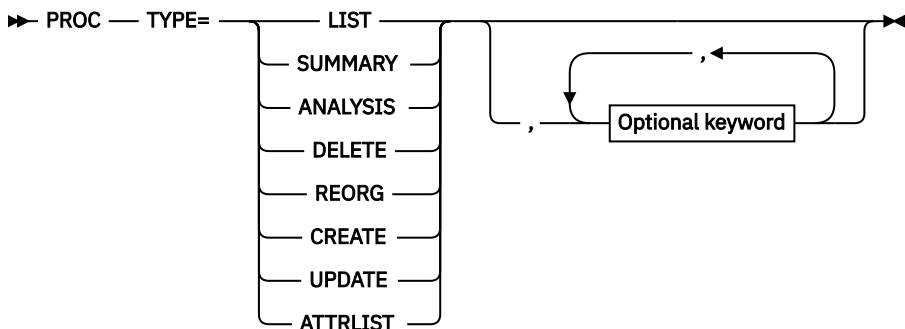 PROC TYPE= LIST
SUMMARY
,
ANALYSIS
, Optional keyword
DELETE
REORG
CREATE
UPDATE
ATTRLIST